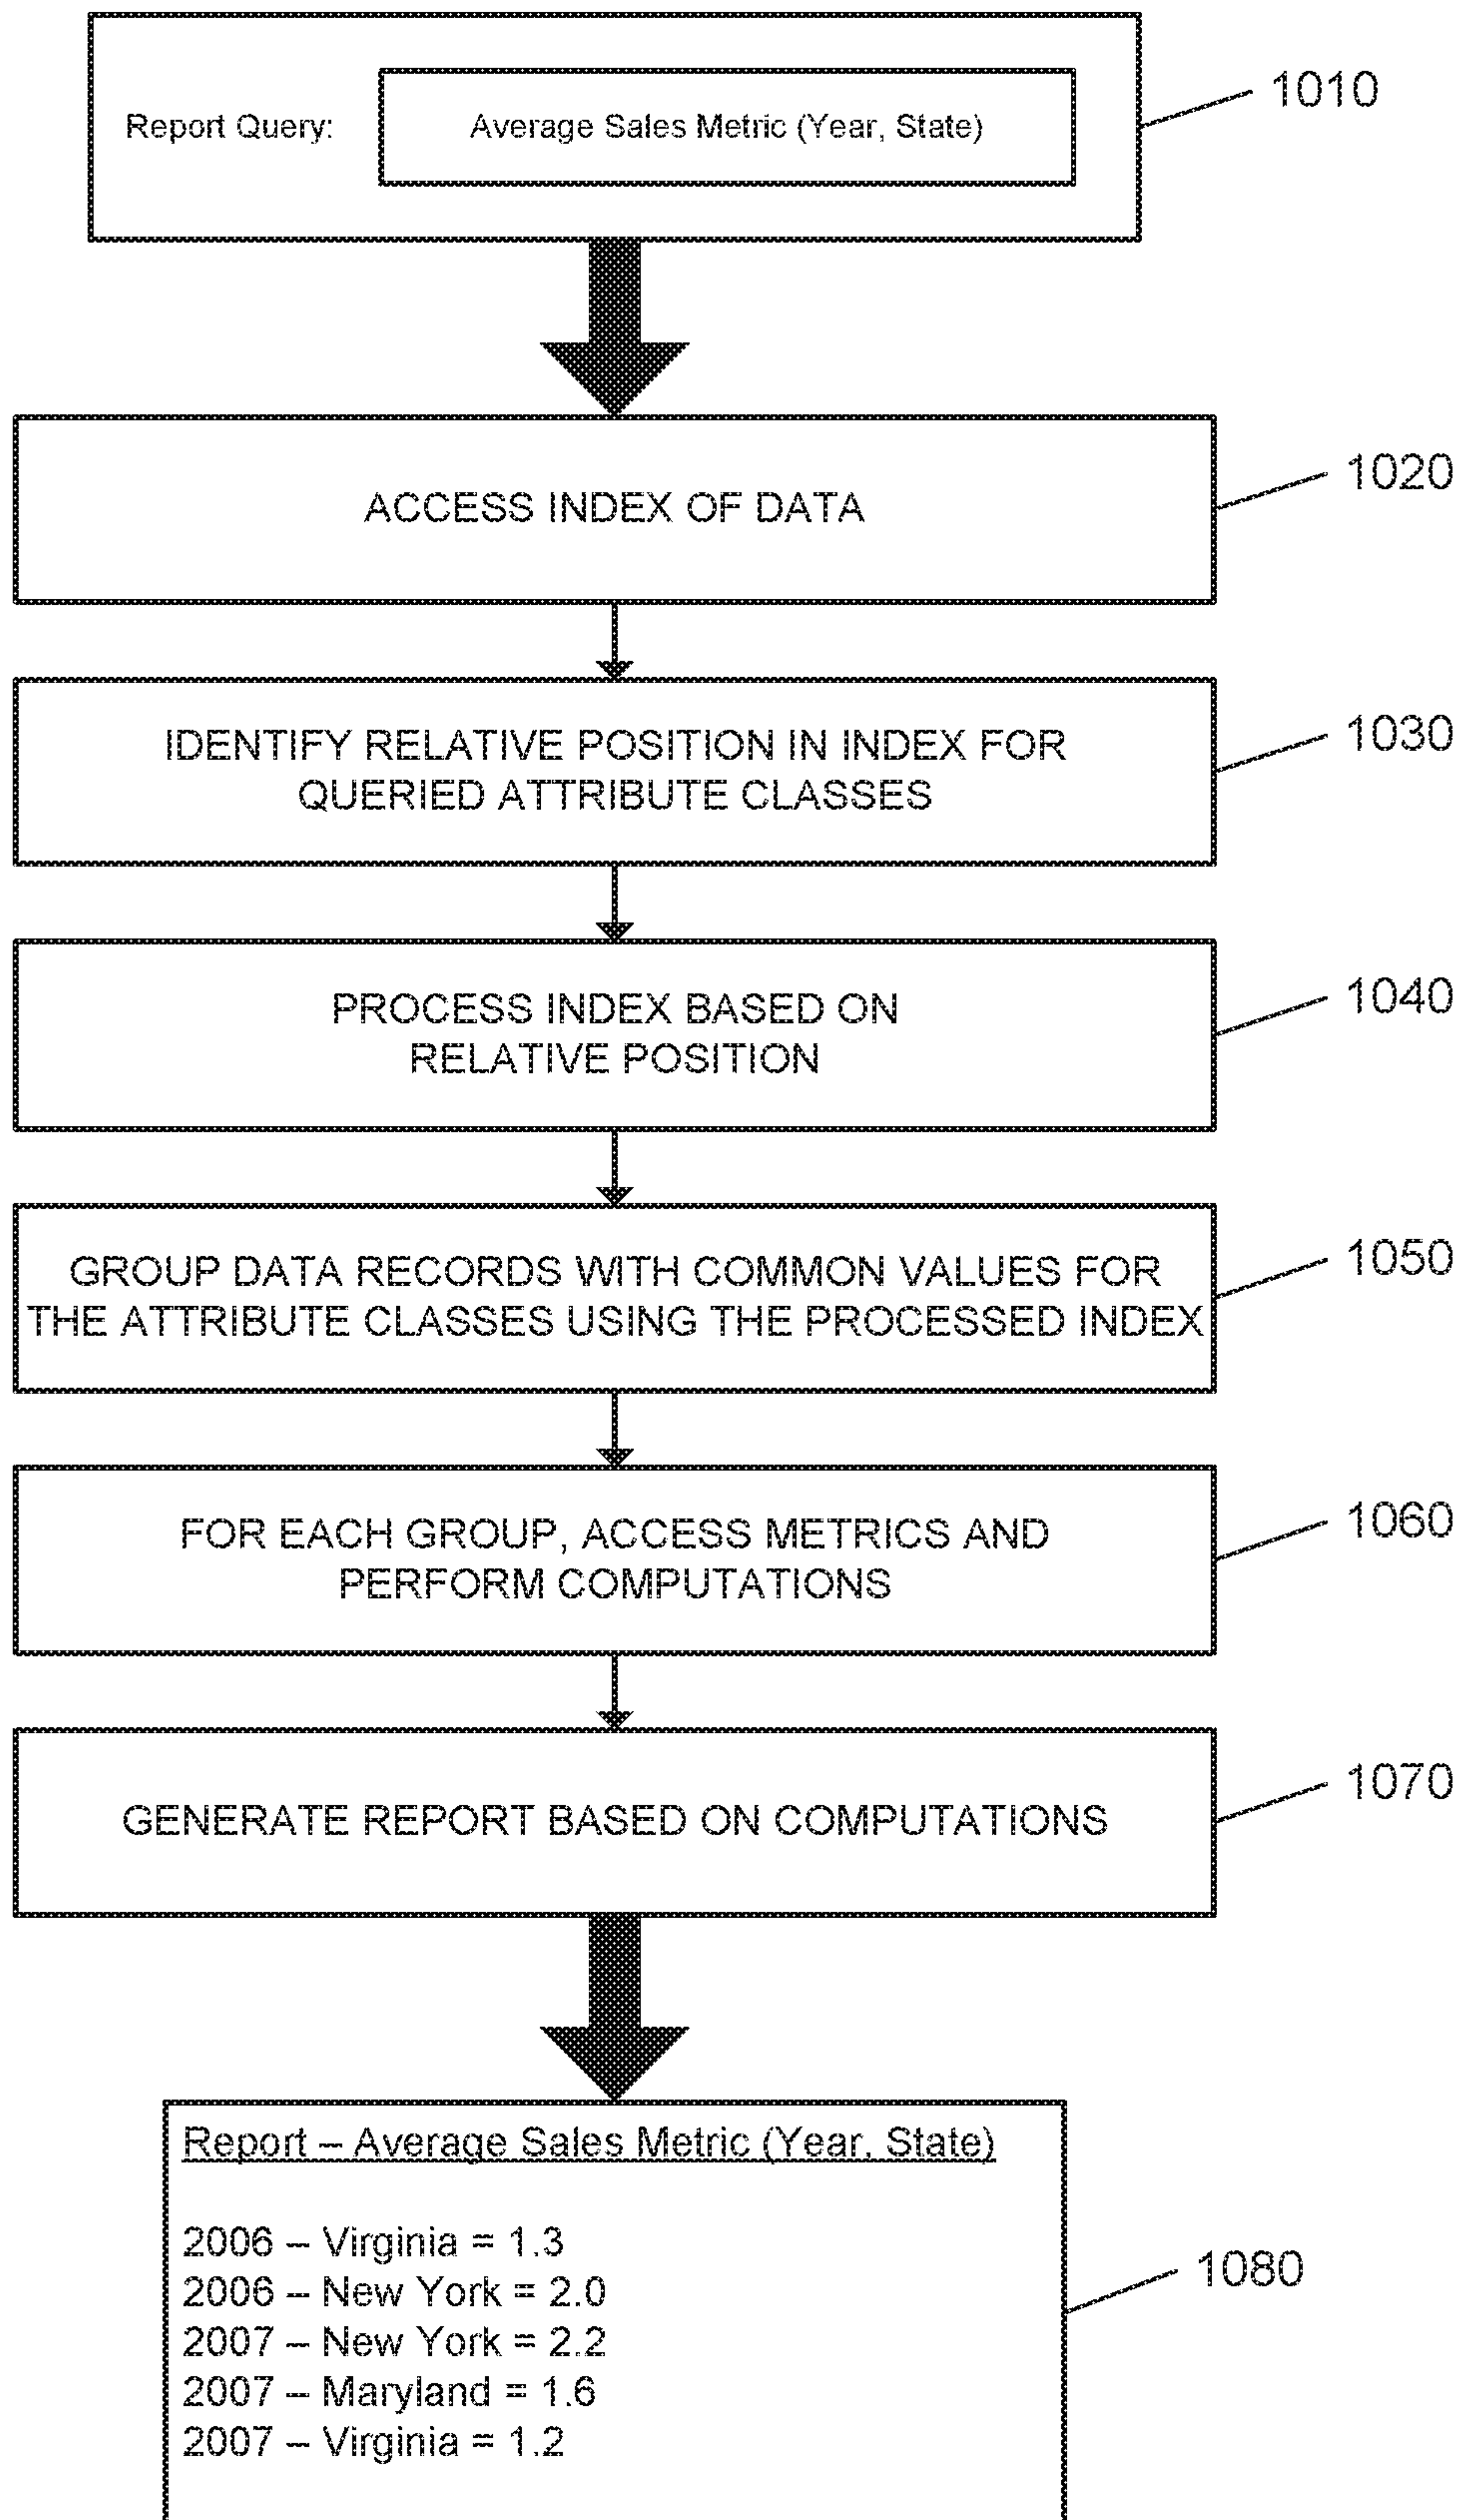 Report Query:
Average Sales Metric (Year, State)
1010
ACCESS INDEX OF DATA
1020
IDENTIFY RELATIVE POSITION IN INDEX FOR
QUERIED ATTRIBUTE CLASSES
1030
PROCESS INDEX BASED ON
RELATIVE POSITION
1040
GROUP DATA RECORDS WITH COMMON VALUES FOR
THE ATTRIBUTE CLASSES USING THE PROCESSED INDEX
1050
FOR EACH GROUP, ACCESS METRICS AND
PERFORM COMPUTATIONS
1060
GENERATE REPORT BASED ON COMPUTATIONS
1070
Report – Average Sales Metric (Year, State)
2006 – Virginia = 1.3
2006 – New York = 2.0
2007 – New York = 2.2
2007 – Maryland = 1.6
2007 – Virginia = 1.2
1080